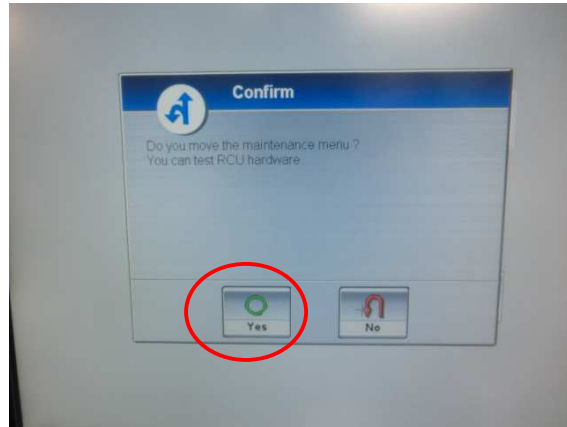 Confirm
Do you move the maintenance menu ?
You can test RCU hardware
Yes
No